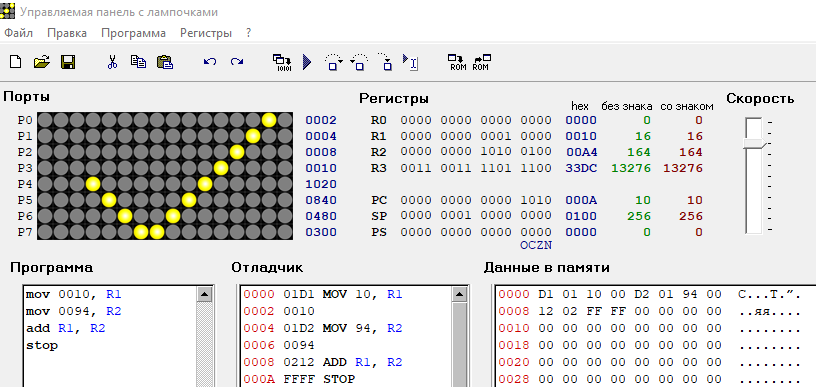 Управляемая панель с лампочками
Файл Правка Программа Регистры ?
Порты
P0 0002
P1 0004
P2 0008
P3 0010
P4 1020
P5 0840
P6 0480
P7 0300
Регистры hex без знака со знаком
R0 0000 0000 0000 0000 0000 0 0
R1 0000 0000 0001 0000 0010 16 16
R2 0000 0000 1010 0100 00A4 164 164
R3 0011 0011 1101 1100 33DC 13276 13276
PC 0000 0000 0000 1010 000A 10 10
SP 0000 0001 0000 0000 0100 256 256
PS 0000 0000 0000 0000 0000 0 0
OCZN
Скорость
Программа
mov 0010, R1
mov 0094, R2
add R1, R2
stop
Отладчик
0000 01D1 MOV 10, R1
0002 0010
0004 01D2 MOV 94, R2
0006 0094
0008 0212 ADD R1, R2
000A FFFF STOP
Данные в памяти
0000 D1 01 10 00 D2 01 94 00 С...Т.”.
0008 12 02 FF FF 00 00 00 00 ..яя....
0010 00 00 00 00 00 00 00 00 ........
0018 00 00 00 00 00 00 00 00 ........
0020 00 00 00 00 00 00 00 00 ........
0028 00 00 00 00 00 00 00 00 ........